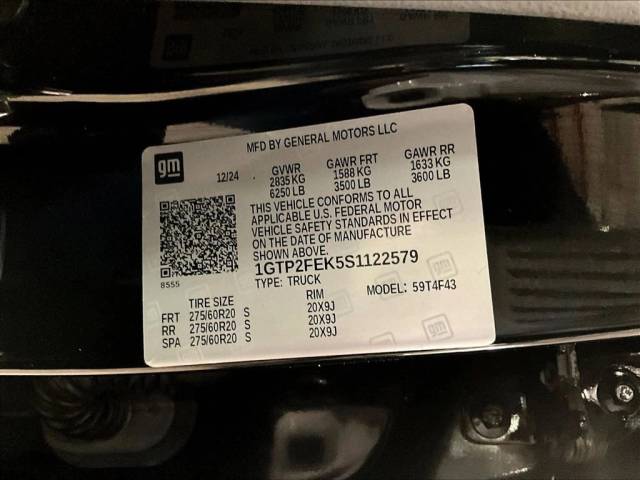 MFD BY GENERAL MOTORS LLC
gm
12/24 GVWR GAWR FRT GAWR RR
2835 KG 1588 KG 1633 KG
6250 LB 3500 LB 3600 LB
THIS VEHICLE CONFORMS TO ALL
APPLICABLE U.S. FEDERAL MOTOR
VEHICLE SAFETY STANDARDS IN EFFECT
ON THE DATE OF MANUFACTURE
SHOWN ABOVE.
1GTP2FEK5S1122579
8555
TYPE: TRUCK MODEL: 59T4F43
TIRE SIZE RIM
FRT 275/60R20 S 20X9J
RR 275/60R20 S 20X9J
SPA 275/60R20 S 20X9J